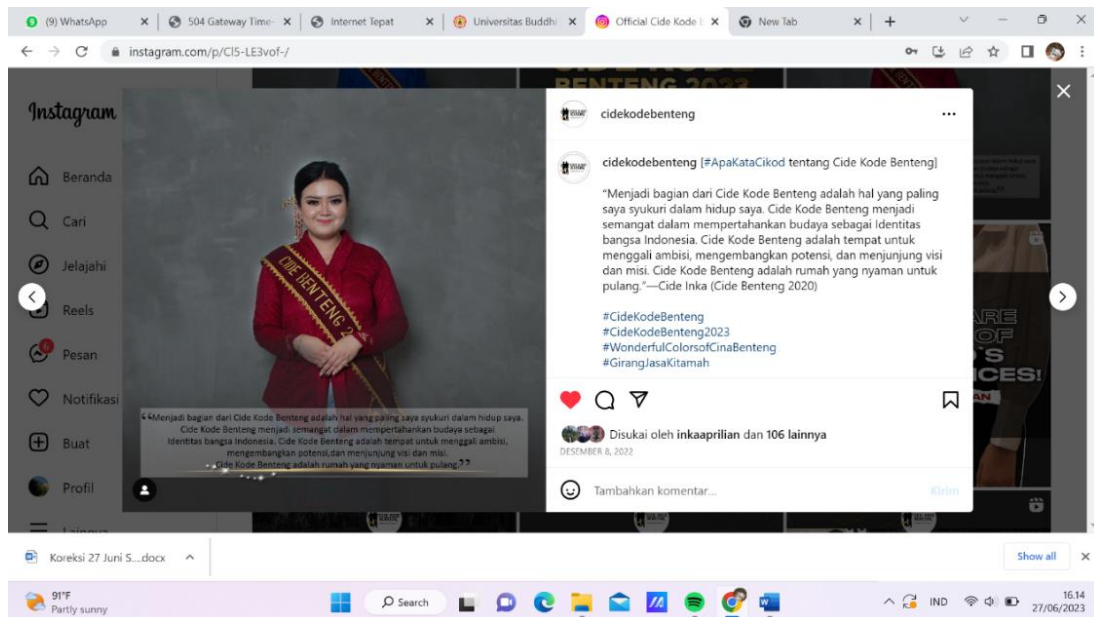 (9) WhatsApp
504 Gateway Time-
Internet Tepat
Universitas Buddhi
Official Cide Kode
New Tab
instagram.com/p/Cl5-LE3vof-/
Instagram
Beranda
Cari
Jelajahi
Reels
6
Pesan
Notifikasi
Buat
Profil
Lainnya
BENTENG 2023
CIDE BENTENG 2
“Menjadi bagian dari Cide Kode Benteng adalah hal yang paling saya syukuri dalam hidup saya.
Cide Kode Benteng menjadi semangat dalam mempertahankan budaya sebagai
Identitas bangsa Indonesia. Cide Kode Benteng adalah tempat untuk menggali ambisi,
mengembangkan potensi,dan menjunjung visi dan misi.
Cide Kode Benteng adalah rumah yang nyaman untuk pulang.”
cidekodebenteng
cidekodebenteng [#ApaKataCikod tentang Cide Kode Benteng]
“Menjadi bagian dari Cide Kode Benteng adalah hal yang paling
saya syukuri dalam hidup saya. Cide Kode Benteng menjadi
semangat dalam mempertahankan budaya sebagai Identitas
bangsa Indonesia. Cide Kode Benteng adalah tempat untuk
menggali ambisi, mengembangkan potensi, dan menjunjung visi
dan misi. Cide Kode Benteng adalah rumah yang nyaman untuk
pulang.”—Cide Inka (Cide Benteng 2020)
#CideKodeBenteng
#CideKodeBenteng2023
#WonderfulColorsofCinaBenteng
#GirangJasaKitamah
Disukai oleh inkaaprilian dan 106 lainnya
DESEMBER 8, 2022
Tambahkan komentar...
Kirim
Koreksi 27 Juni S....docx
Show all
91°F
Partly sunny
Search
IND
16.14
27/06/2023